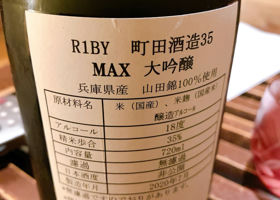 R1BY 町田酒造35
MAX 大吟醸
兵庫県産 山田錦100%使用
原材料名 米(国産)、米麹(国産米)
醸造アルコール
アルコール 18度
精米歩合 35%
内容量 720ml
濾過 無濾過
日本酒度 非公開
製造年月 2020年1月